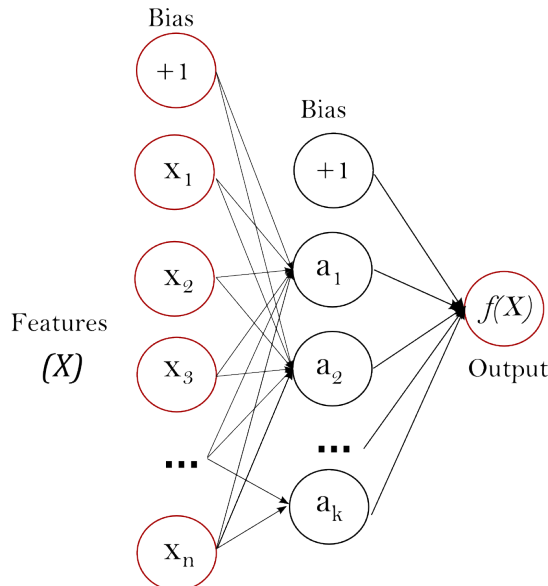 Bias
+1
x1
x2
x3
...
xn
Features
(X)
Bias
+1
a1
a2
...
ak
f(X)
Output